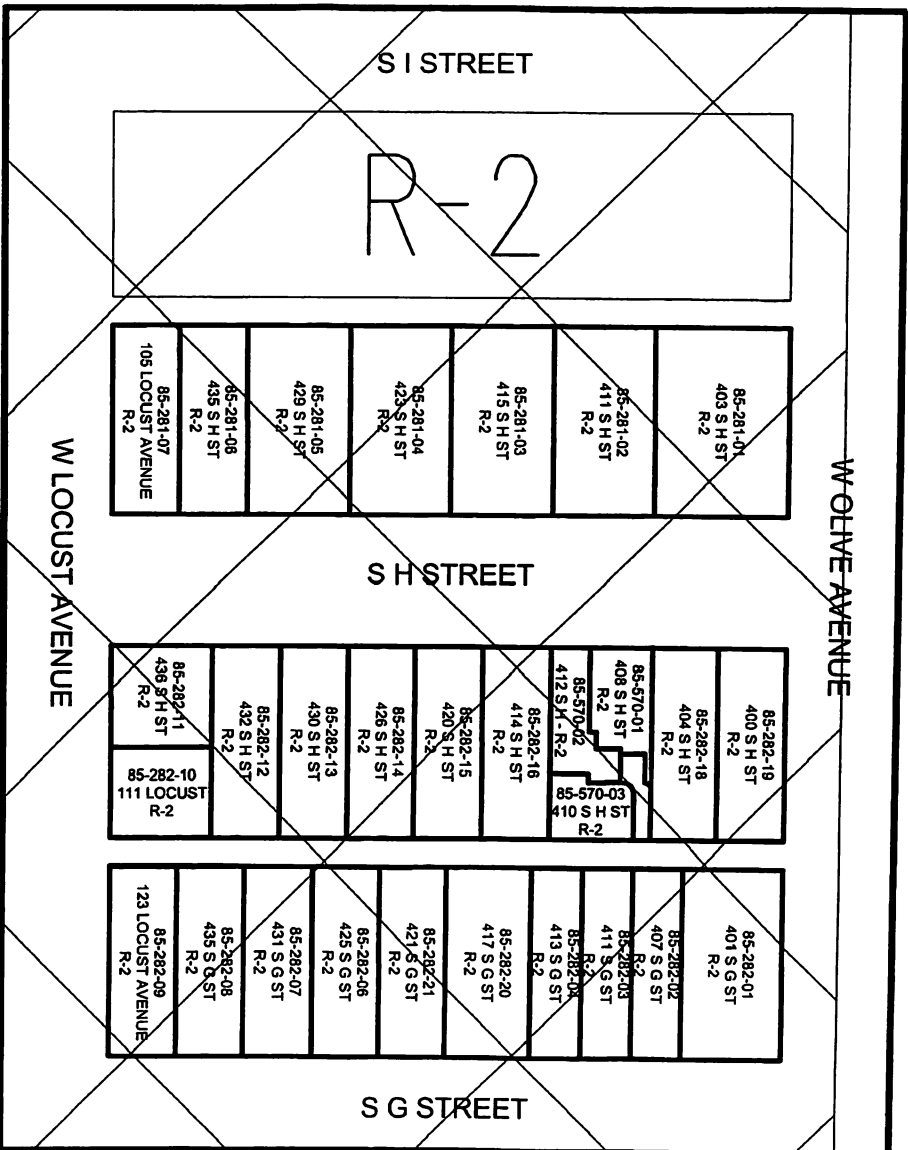 S I STREET
R-2
85-281-07
105 LOCUST AVENUE
R-2
85-281-06
435 S H ST
R-2
85-281-05
429 S H ST
R-2
85-281-04
423 S H ST
R-2
85-281-03
415 S H ST
R-2
85-281-02
411 S H ST
R-2
85-281-01
403 S H ST
R-2
W LOCUST AVENUE
W OLIVE AVENUE
S H STREET
85-282-11
436 S H ST
R-2
85-282-10
111 LOCUST
R-2
85-282-12
432 S H ST
R-2
85-282-13
430 S H ST
R-2
85-282-14
426 S H ST
R-2
85-282-15
420 S H ST
R-2
85-282-16
414 S H ST
R-2
85-570-02
412 S H - R-2
85-570-01
408 S H ST
R-2
85-570-03
410 S H ST
R-2
85-282-18
404 S H ST
R-2
85-282-19
400 S H ST
R-2
85-282-09
123 LOCUST AVENUE
R-2
85-282-08
435 S G ST
R-2
85-282-07
431 S G ST
R-2
85-282-06
425 S G ST
R-2
85-282-21
421 S G ST
R-2
85-282-20
417 S G ST
R-2
85-282-04
413 S G ST
R-2
85-282-03
411 S G ST
R-2
85-282-02
407 S G ST
R-2
85-282-01
401 S G ST
R-2
S G STREET